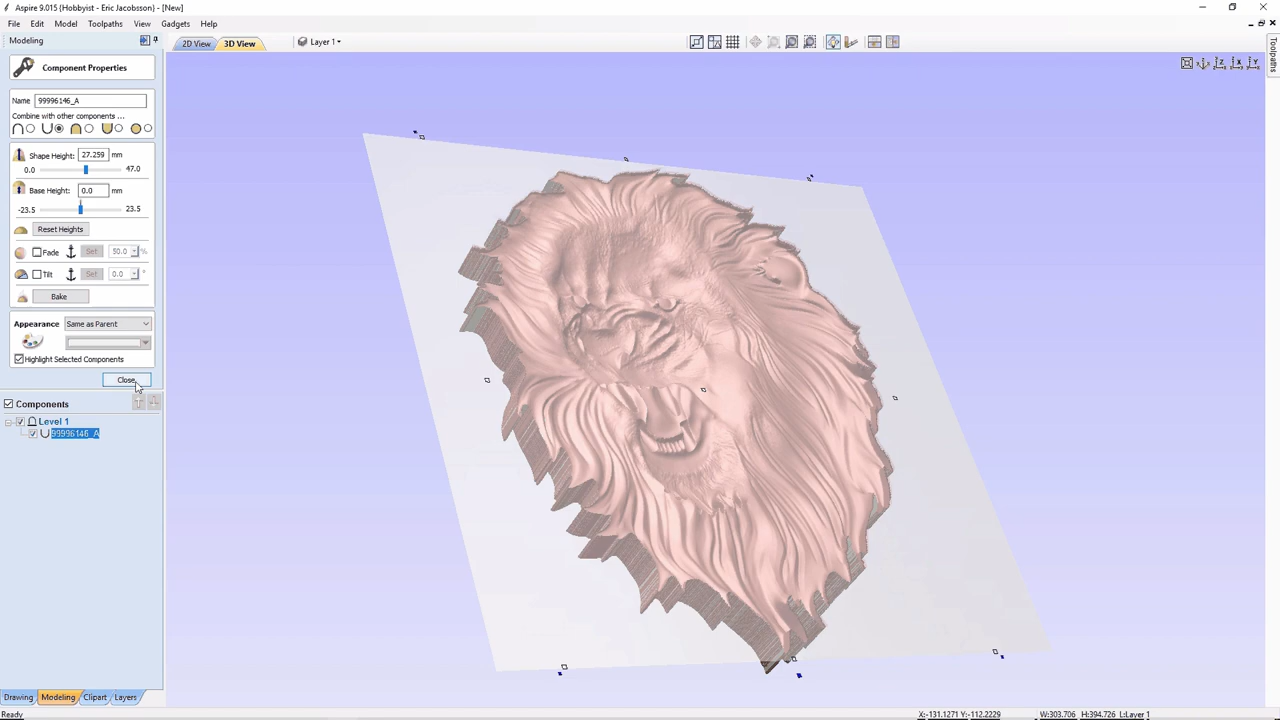 Aspire 9.015 (Hobbyist - Eric Jacobsson) - [New]
File Edit Model Toolpaths View Gadgets Help
Modeling
2D View 3D View Layer 1
Toolpaths
Component Properties
Name 99996146_A
Combine with other components ...
Shape Height: 27.259 mm
0.0 47.0
Base Height: 0.0 mm
-23.5 23.5
Reset Heights
Fade Set 50.0 %
Tilt Set 0.0 °
Bake
Appearance Same as Parent
Highlight Selected Components
Close
Components
Level 1
99996146_A
Drawing Modeling Clipart Layers
Ready X:-131.1271 Y:-112.2229 W:303.706 H:394.726 L:Layer 1